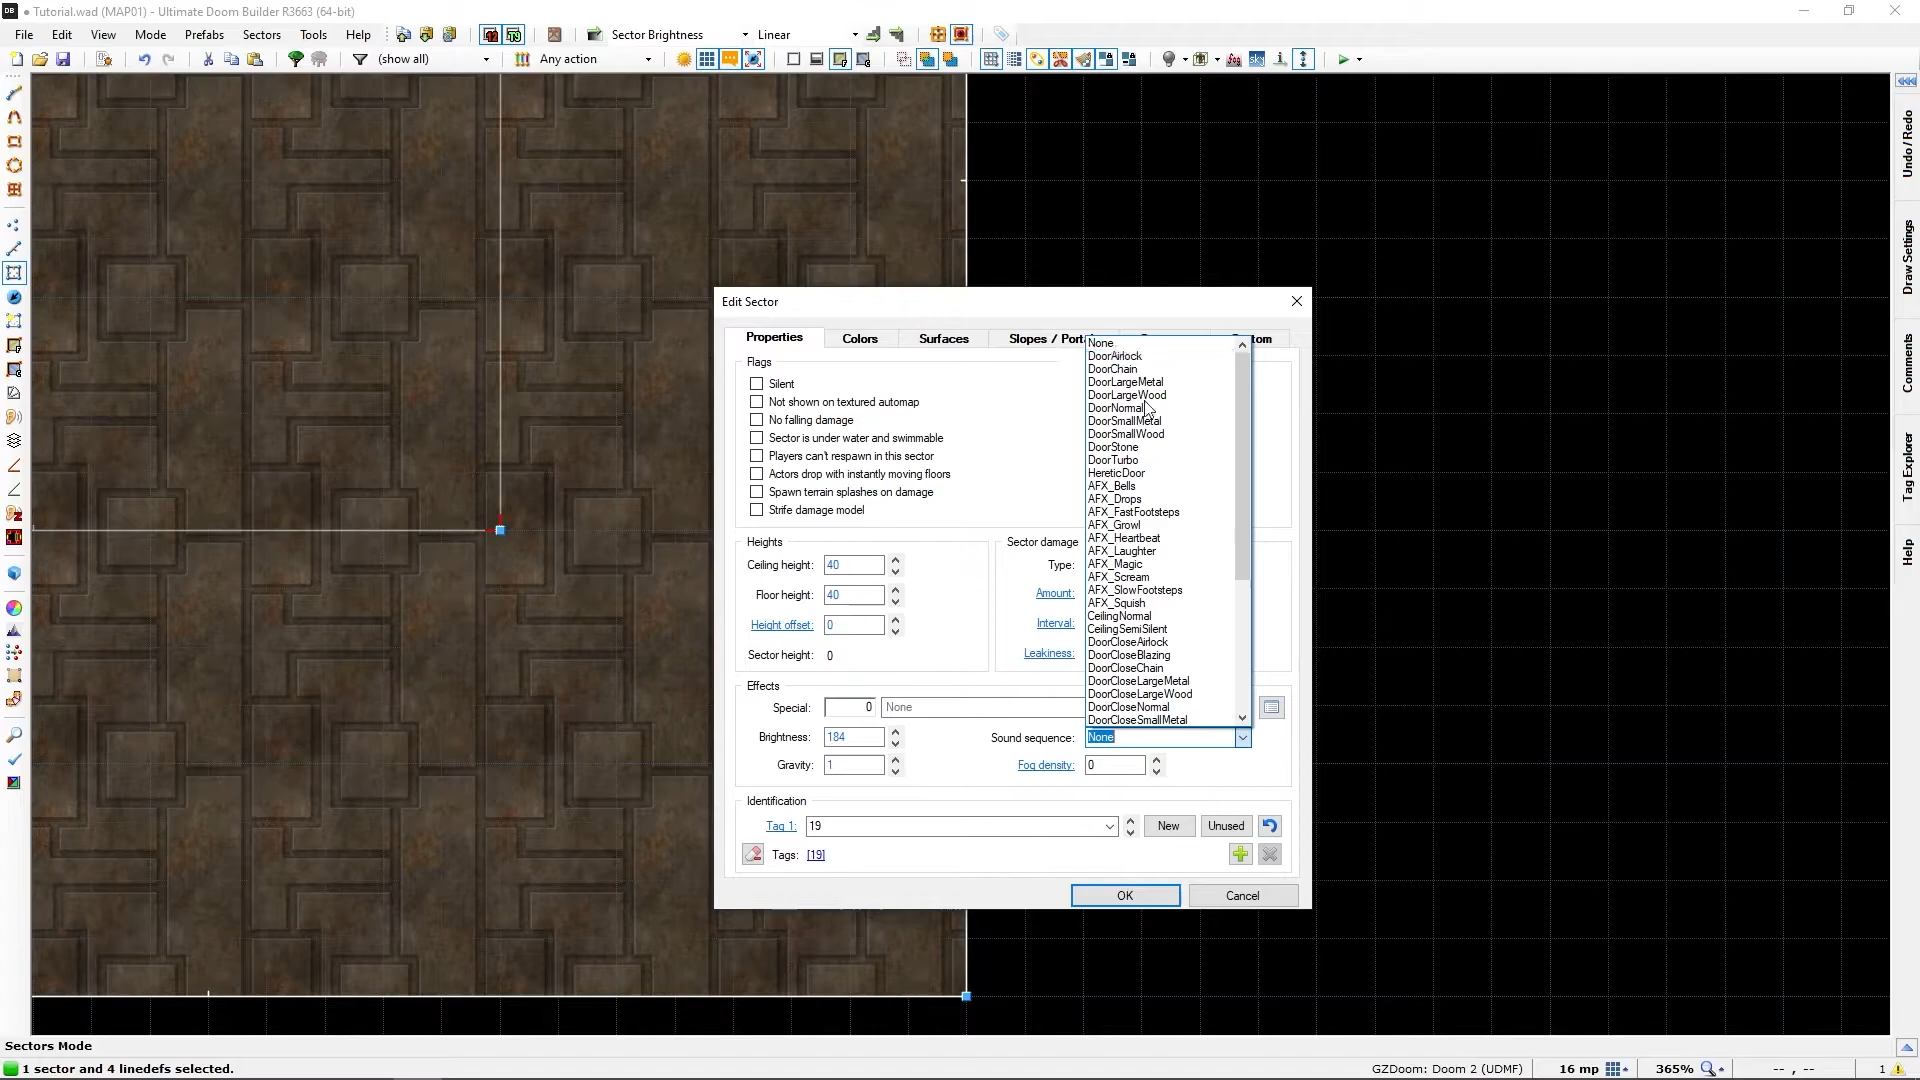 Tutorial.wad (MAP01) - Ultimate Doom Builder R3663 (64-bit)
File Edit View Mode Prefabs Sectors Tools Help Sector Brightness Linear
(show all) Any action
Undo / Redo
Draw Settings
Comments
Tag Explorer
Help
Edit Sector
Properties Colors Surfaces
Flags
Silent
Not shown on textured automap
No falling damage
Sector is under water and swimmable
Players can't respawn in this sector
Actors drop with instantly moving floors
Spawn terrain splashes on damage
Strife damage model
Heights
Ceiling height: 40
Floor height: 40
Height offset: 0
Sector height: 0
Sector damage
Type:
Amount:
Interval:
Leakiness:
None
DoorAirlock
DoorChain
DoorLargeMetal
DoorLargeWood
DoorNormal
DoorSmallMetal
DoorSmallWood
DoorStone
DoorTurbo
HereticDoor
AFX_Bells
AFX_Drops
AFX_FastFootsteps
AFX_Growl
AFX_Heartbeat
AFX_Laughter
AFX_Magic
AFX_Scream
AFX_SlowFootsteps
AFX_Squish
CeilingNormal
CeilingSemiSilent
DoorCloseAirlock
DoorCloseBlazing
DoorCloseChain
DoorCloseLargeMetal
DoorCloseLargeWood
DoorCloseNormal
DoorCloseSmallMetal
Effects
Special: 0 None
Brightness: 184 Sound sequence: None
Gravity: 1 Fog density: 0
Identification
Tag 1: 19 New Unused
Tags: [19]
OK Cancel
Sectors Mode
1 sector and 4 linedefs selected. GZDoom: Doom 2 (UDMF) 16 mp 365% -- , -- 1